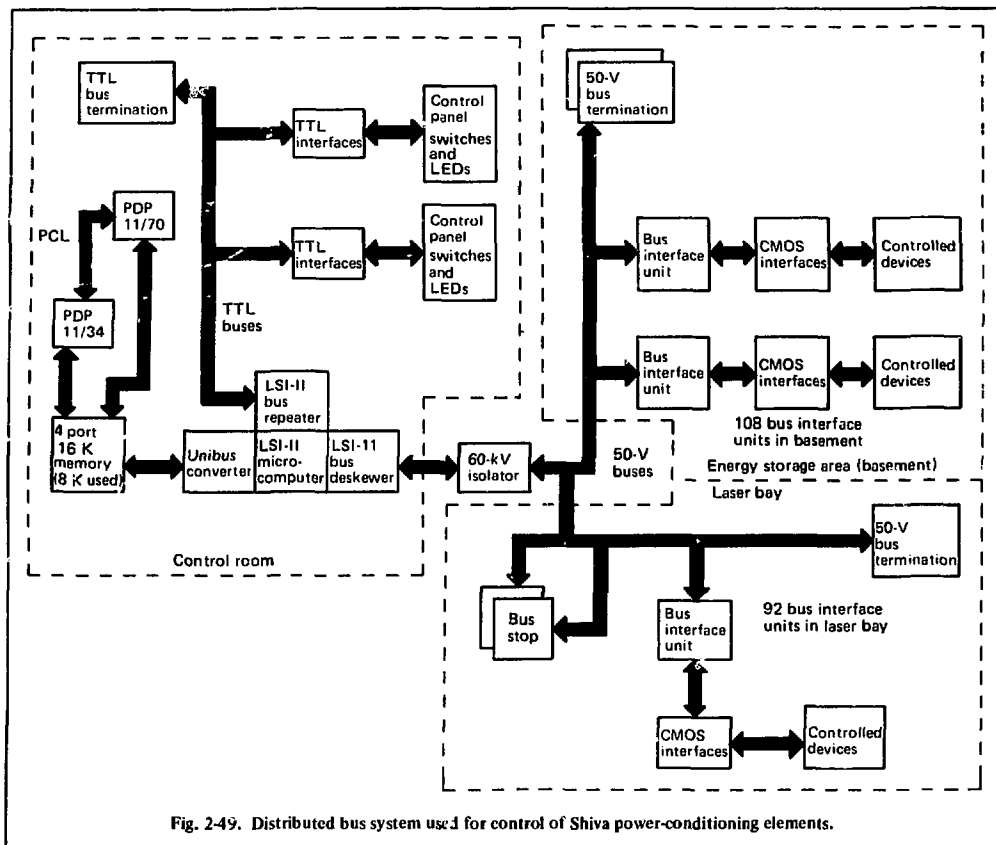 TTL
bus
termination
TTL
interfaces
Control
panel
switches
and
LEDs
PDP
11/70
PCL
PDP
11/34
TTL
interfaces
Control
panel
switches
and
LEDs
TTL
buses
LSI-II
bus
repeater
4 port
16 K
memory
(8 K used)
Unibus
converter
LSI-II
micro-
computer
LSI-11
bus
deskewer
Control room
60-kV
isolator
50-V
buses
50-V
bus
termination
Bus
interface
unit
CMOS
interfaces
Controlled
devices
Bus
interface
unit
CMOS
interfaces
Controlled
devices
108 bus interface
units in basement
Energy storage area (basement)
Laser bay
50-V
bus
termination
Bus
stop
Bus
interface
unit
92 bus interface
units in laser bay
CMOS
interfaces
Controlled
devices
Fig. 2-49. Distributed bus system used for control of Shiva power-conditioning elements.